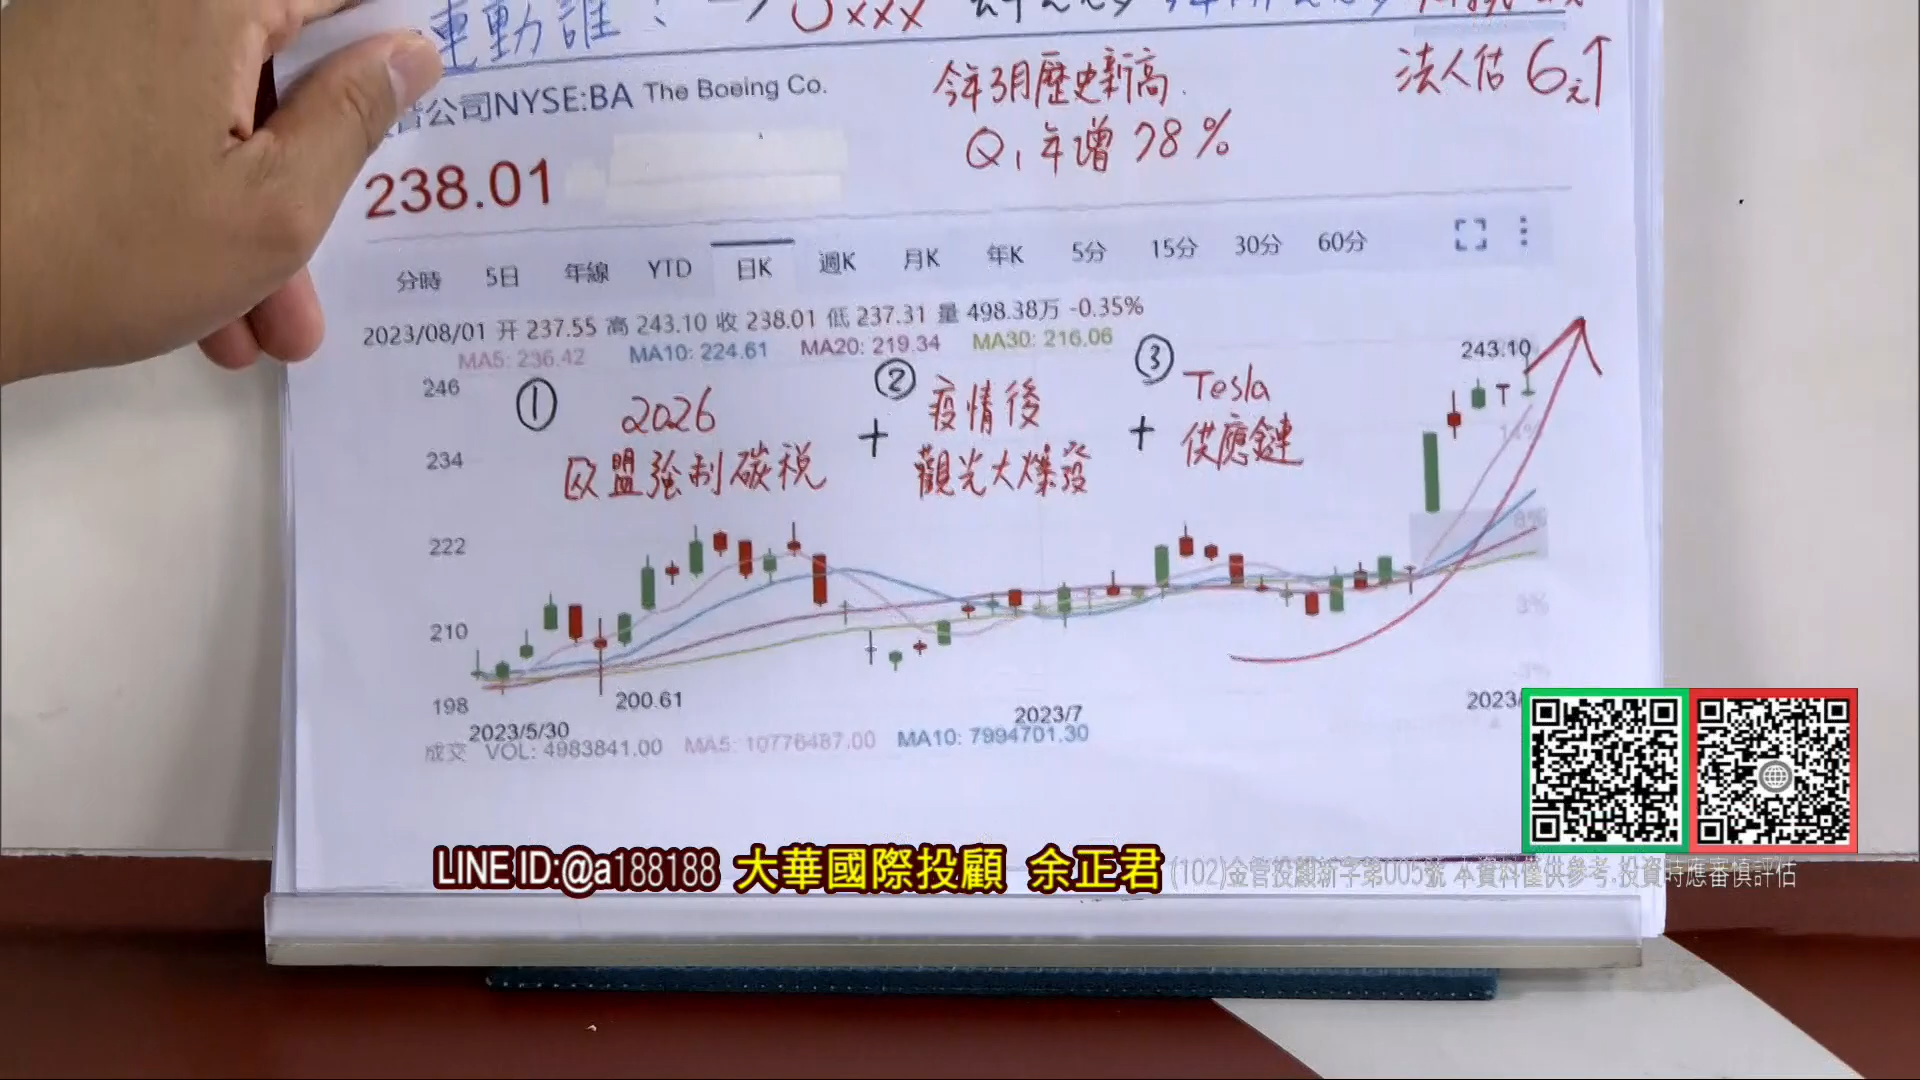 連動誰?
公司NYSE:BA The Boeing Co.
今年3月歷史新高
法人估 6元↑
Q1年增 78%
238.01
分時 5日 年線 YTD 日K 週K 月K 年K 5分 15分 30分 60分
2023/08/01 开 237.55 高 243.10 收 238.01 低 237.31 量 498.38万 -0.35%
MA5: 236.42 MA10: 224.61 MA20: 219.34 MA30: 216.06
243.10
246
① 2026 歐盟強制碳稅
+
② 疫情後 觀光大爆發
+
③ Tesla 供應鏈
234
222
8%
210
3%
198
200.61
2023/5/30
2023/7
2023/
成交 VOL: 4983841.00 MA5: 10776487.00 MA10: 7994701.30
LINE ID:@a188188 大華國際投顧 余正君 (102)金管投顧新字第005號 本資料僅供參考.投資時應審慎評估